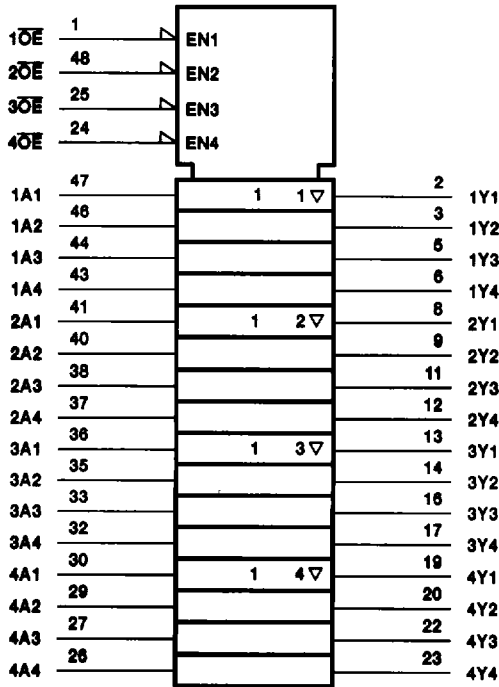 1O̅E̅ 1 EN1
2O̅E̅ 48 EN2
3O̅E̅ 25 EN3
4O̅E̅ 24 EN4
1A1 47 1 1 ▽ 2 1Y1
1A2 46 3 1Y2
1A3 44 5 1Y3
1A4 43 6 1Y4
2A1 41 1 2 ▽ 8 2Y1
2A2 40 9 2Y2
2A3 38 11 2Y3
2A4 37 12 2Y4
3A1 36 1 3 ▽ 13 3Y1
3A2 35 14 3Y2
3A3 33 16 3Y3
3A4 32 17 3Y4
4A1 30 1 4 ▽ 19 4Y1
4A2 29 20 4Y2
4A3 27 22 4Y3
4A4 26 23 4Y4